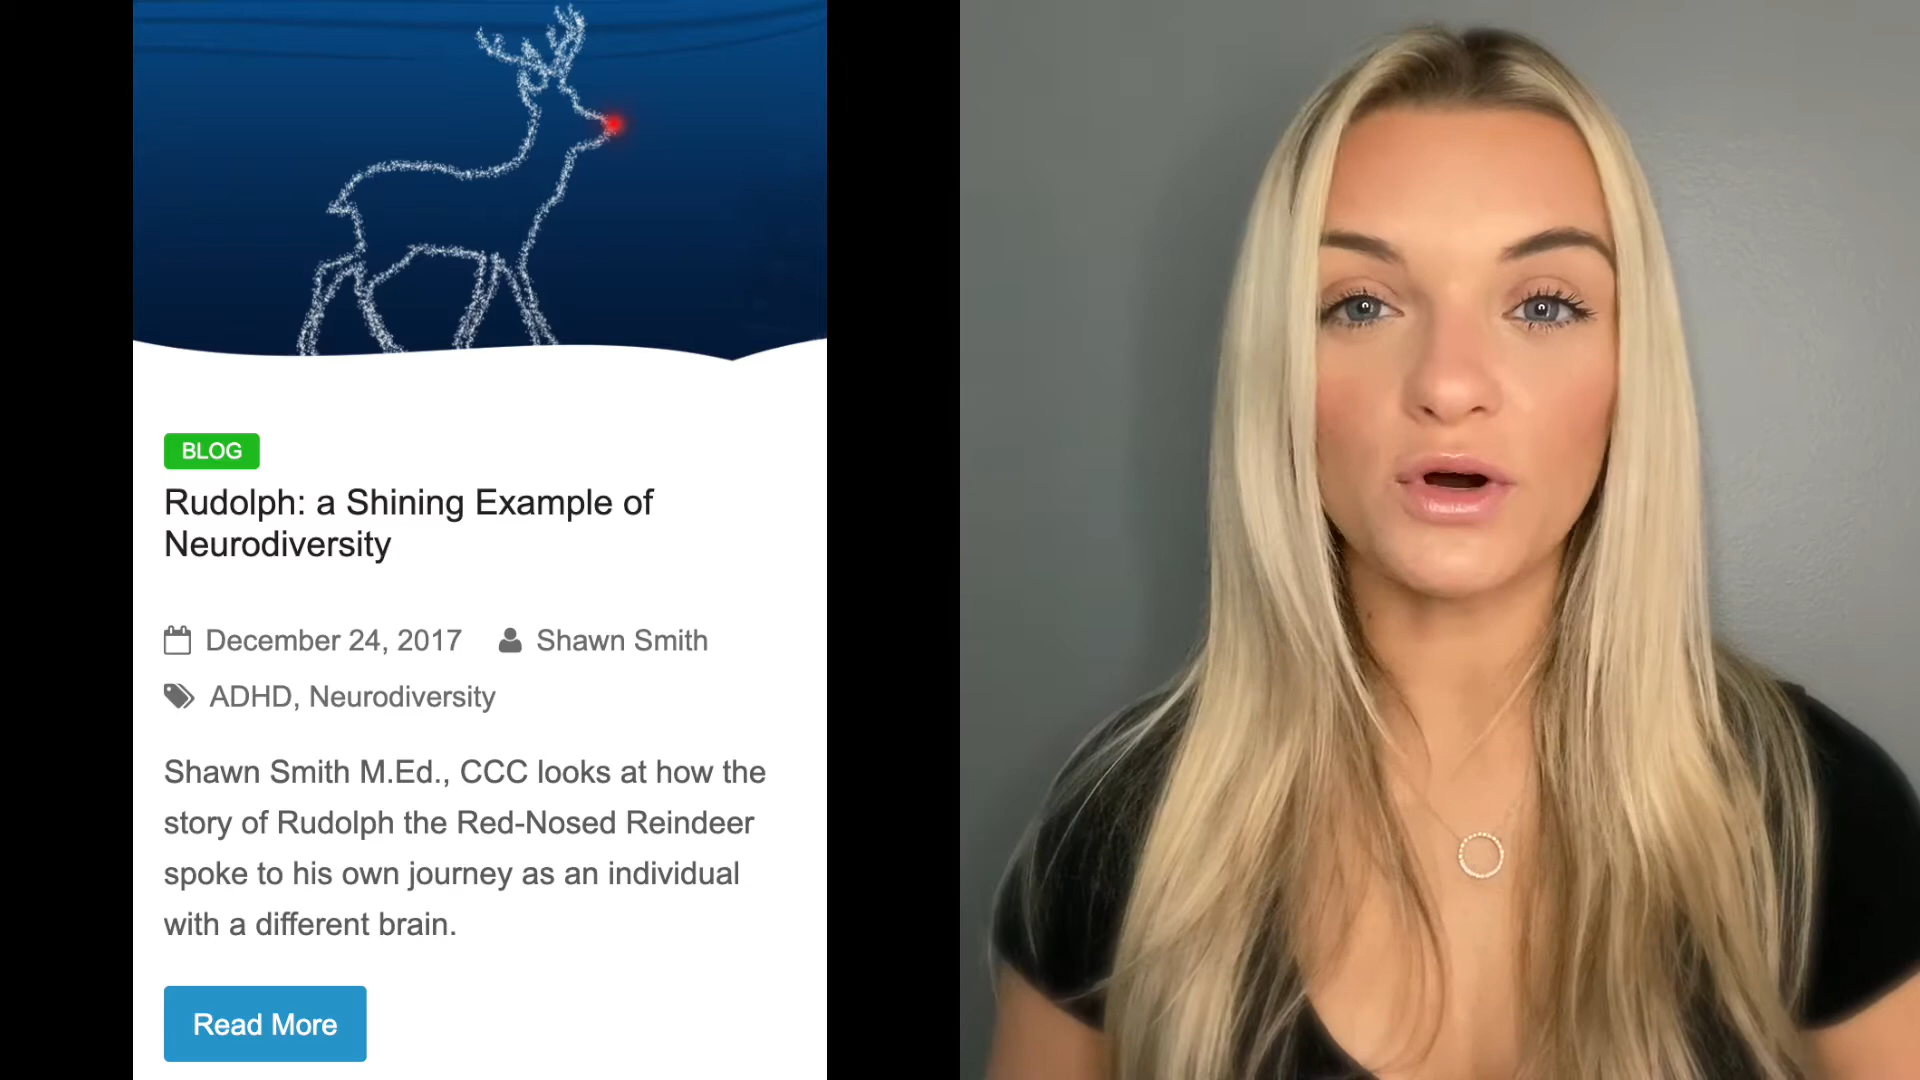 BLOG
Rudolph: a Shining Example of
Neurodiversity
December 24, 2017 Shawn Smith
ADHD, Neurodiversity
Shawn Smith M.Ed., CCC looks at how the
story of Rudolph the Red-Nosed Reindeer
spoke to his own journey as an individual
with a different brain.
Read More